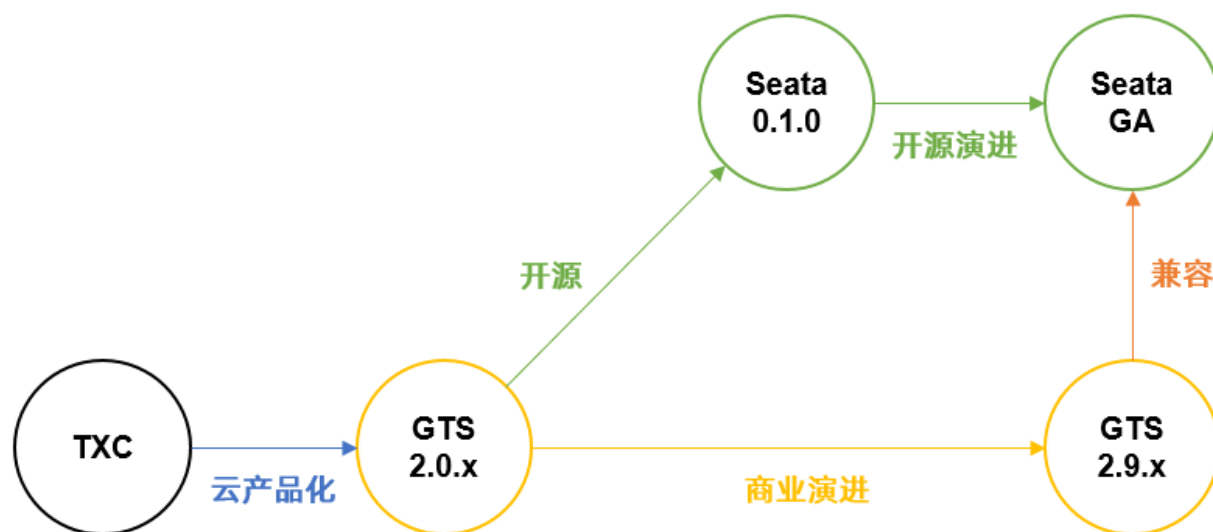 Seata
0.1.0
Seata
GA
开源演进
开源
兼容
TXC
GTS
2.0.x
GTS
2.9.x
云产品化
商业演进